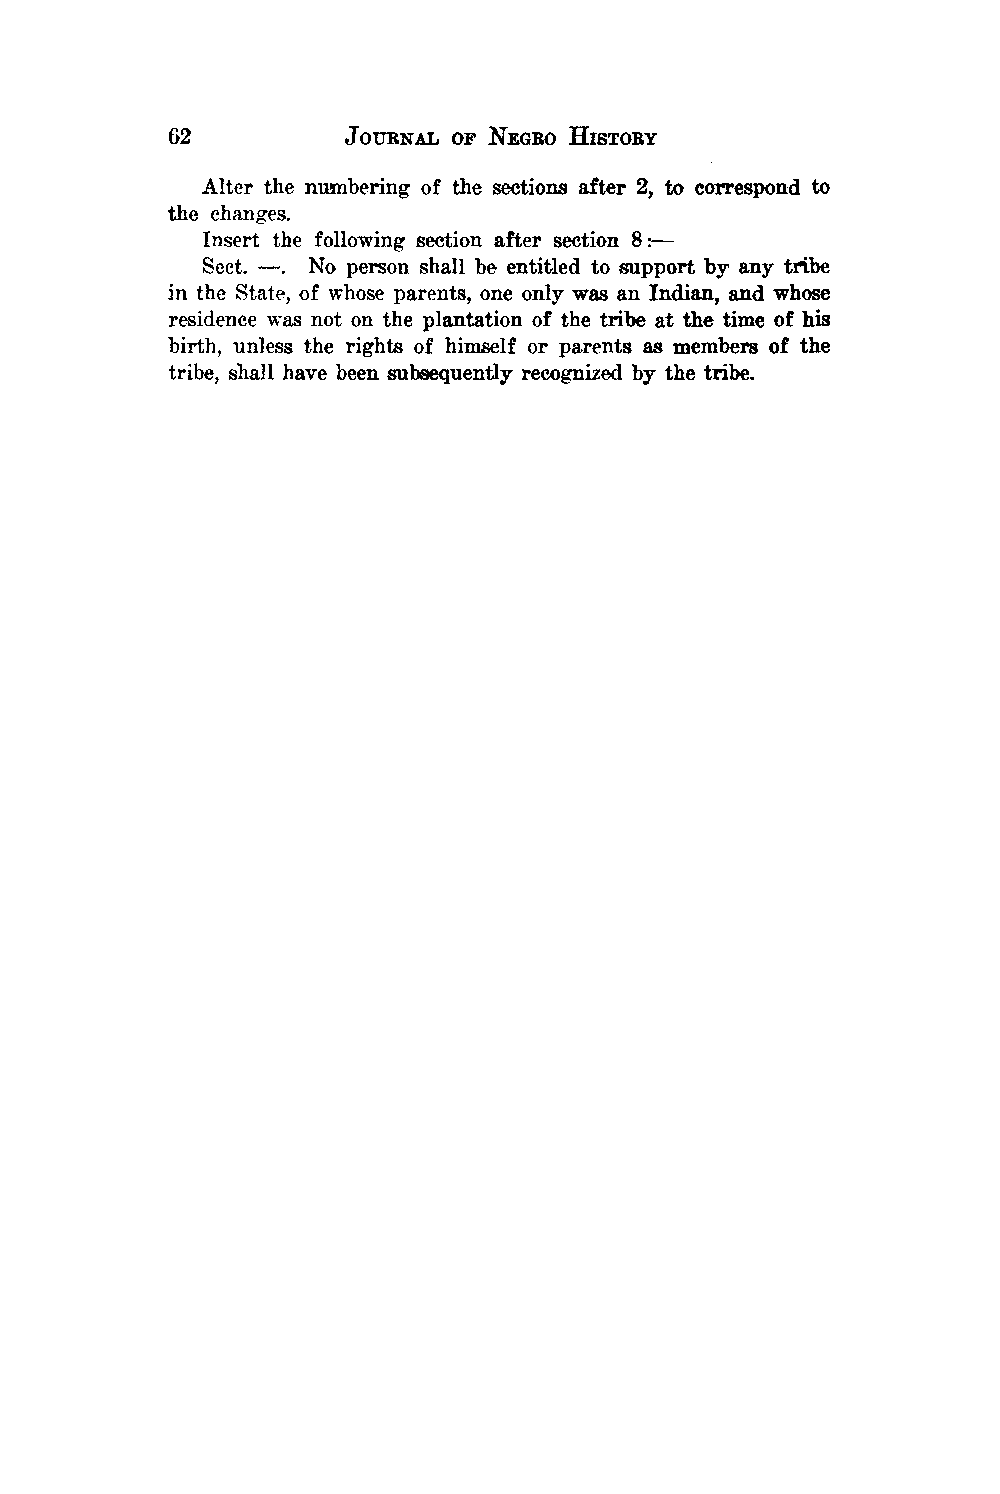 62 JOURNAL OF NEGRO HISTORY
Alter the numbering of the sections after 2, to correspond to
the changes.
Insert the following section after section 8:—
Sect. —. No person shall be entitled to support by any tribe
in the State, of whose parents, one only was an Indian, and whose
residence was not on the plantation of the tribe at the time of his
birth, unless the rights of himself or parents as members of the
tribe, shall have been subsequently recognized by the tribe.